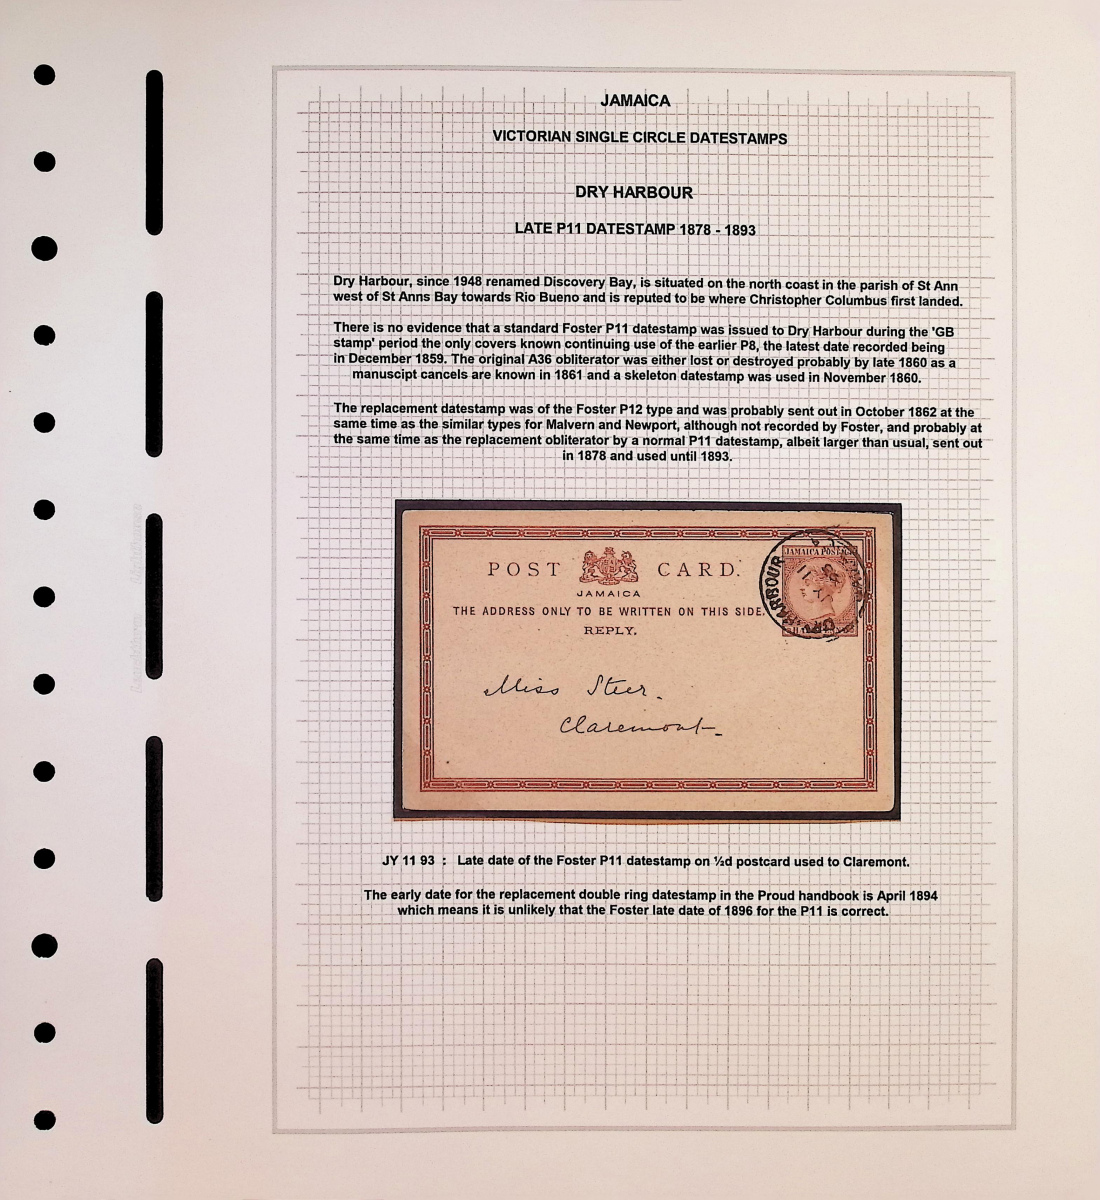 JAMAICA
VICTORIAN SINGLE CIRCLE DATESTAMPS
DRY HARBOUR
LATE P11 DATESTAMP 1878 - 1893
Dry Harbour, since 1948 renamed Discovery Bay, is situated on the north coast in the parish of St Ann
west of St Anns Bay towards Rio Bueno and is reputed to be where Christopher Columbus first landed.
There is no evidence that a standard Foster P11 datestamp was issued to Dry Harbour during the 'GB
stamp' period the only covers known continuing use of the earlier P8, the latest date recorded being
in December 1859. The original A36 obliterator was either lost or destroyed probably by late 1860 as a
manuscipt cancels are known in 1861 and a skeleton datestamp was used in November 1860.
The replacement datestamp was of the Foster P12 type and was probably sent out in October 1862 at the
same time as the similar types for Malvern and Newport, although not recorded by Foster, and probably at
the same time as the replacement obliterator by a normal P11 datestamp, albeit larger than usual, sent out
in 1878 and used until 1893.
POST CARD.
JAMAICA
THE ADDRESS ONLY TO BE WRITTEN ON THIS SIDE.
REPLY.
JAMAICA POSTAGE
HARBOUR
JY 11
93
Miss Steer.
Claremont
JY 11 93 : Late date of the Foster P11 datestamp on ½d postcard used to Claremont.
The early date for the replacement double ring datestamp in the Proud handbook is April 1894
which means it is unlikely that the Foster late date of 1896 for the P11 is correct.